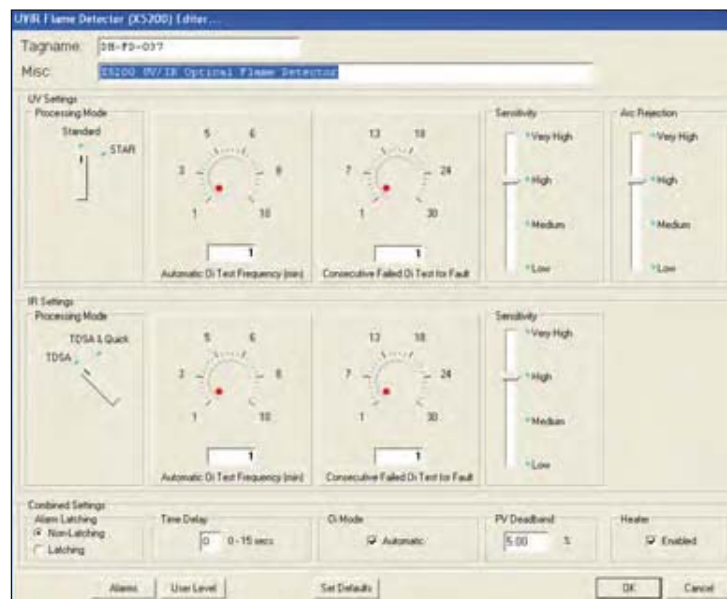 UVIR Flame Detector (X5200) Editer...
Tagname: DM-FD-037
Misc: X5200 UV/IR Optical Flame Detector
UV Settings
Processing Mode
Standard
STAR
1 3 5 6 8 10
1
Automatic Oi Test Frequency (min)
1 7 13 18 24 30
1
Consecutive Failed Oi Test for Fault
Sensitivity
Very High
High
Medium
Low
Arc Rejection
Very High
High
Medium
Low
IR Settings
Processing Mode
TDSA & Quick
TDSA
1 3 5 6 8 10
1
Automatic Oi Test Frequency (min)
1 7 13 18 24 30
1
Consecutive Failed Oi Test for Fault
Sensitivity
Very High
High
Medium
Low
Combined Settings
Alarm Latching
Non-Latching
Latching
Time Delay
0 0 - 15 secs
Oi Mode
Automatic
PV Deadband
5.00 %
Heater
Enabled
Alarms
User Level
Set Defaults
OK
Cancel